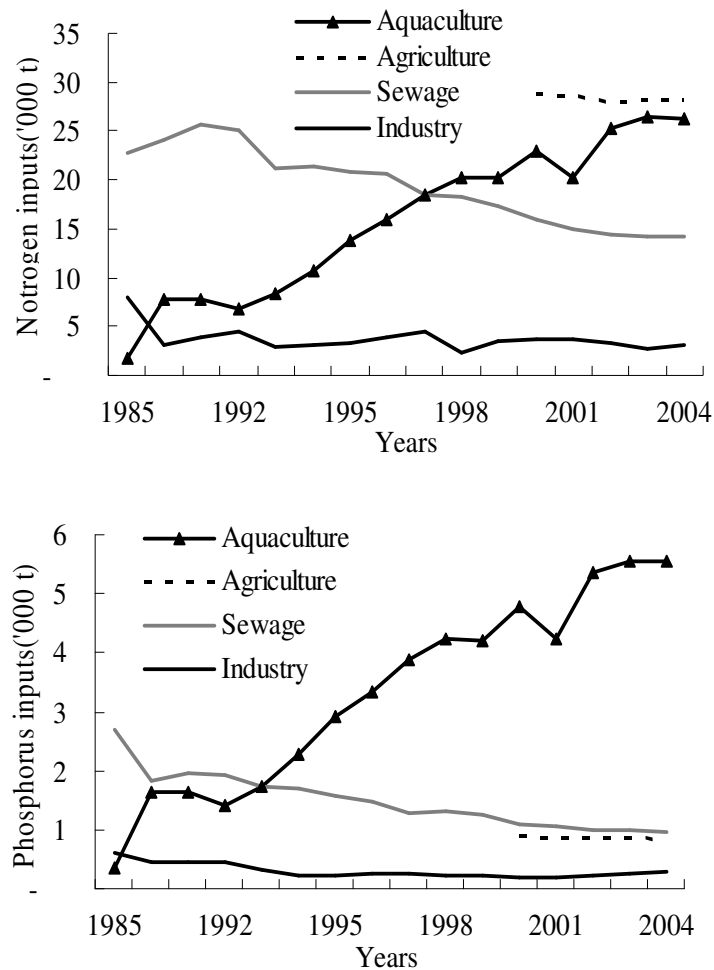 Aquaculture
Agriculture
Sewage
Industry
35
30
25
20
15
10
5
-
Notrogen inputs('000 t)
1985 1992 1995 1998 2001 2004
Years
Aquaculture
Agriculture
Sewage
Industry
6
5
4
3
2
1
-
Phosphorus inputs('000 t)
1985 1992 1995 1998 2001 2004
Years